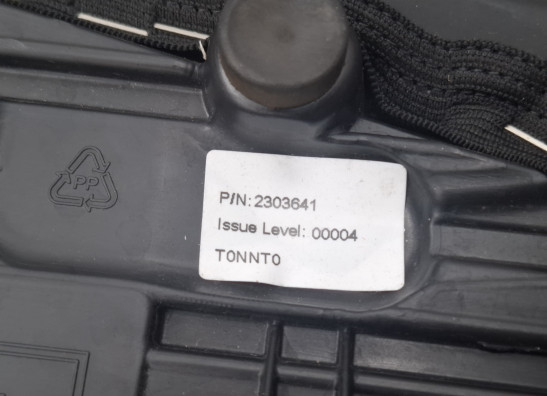 PP
P/N: 2303641
Issue Level: 00004
T0NNT0